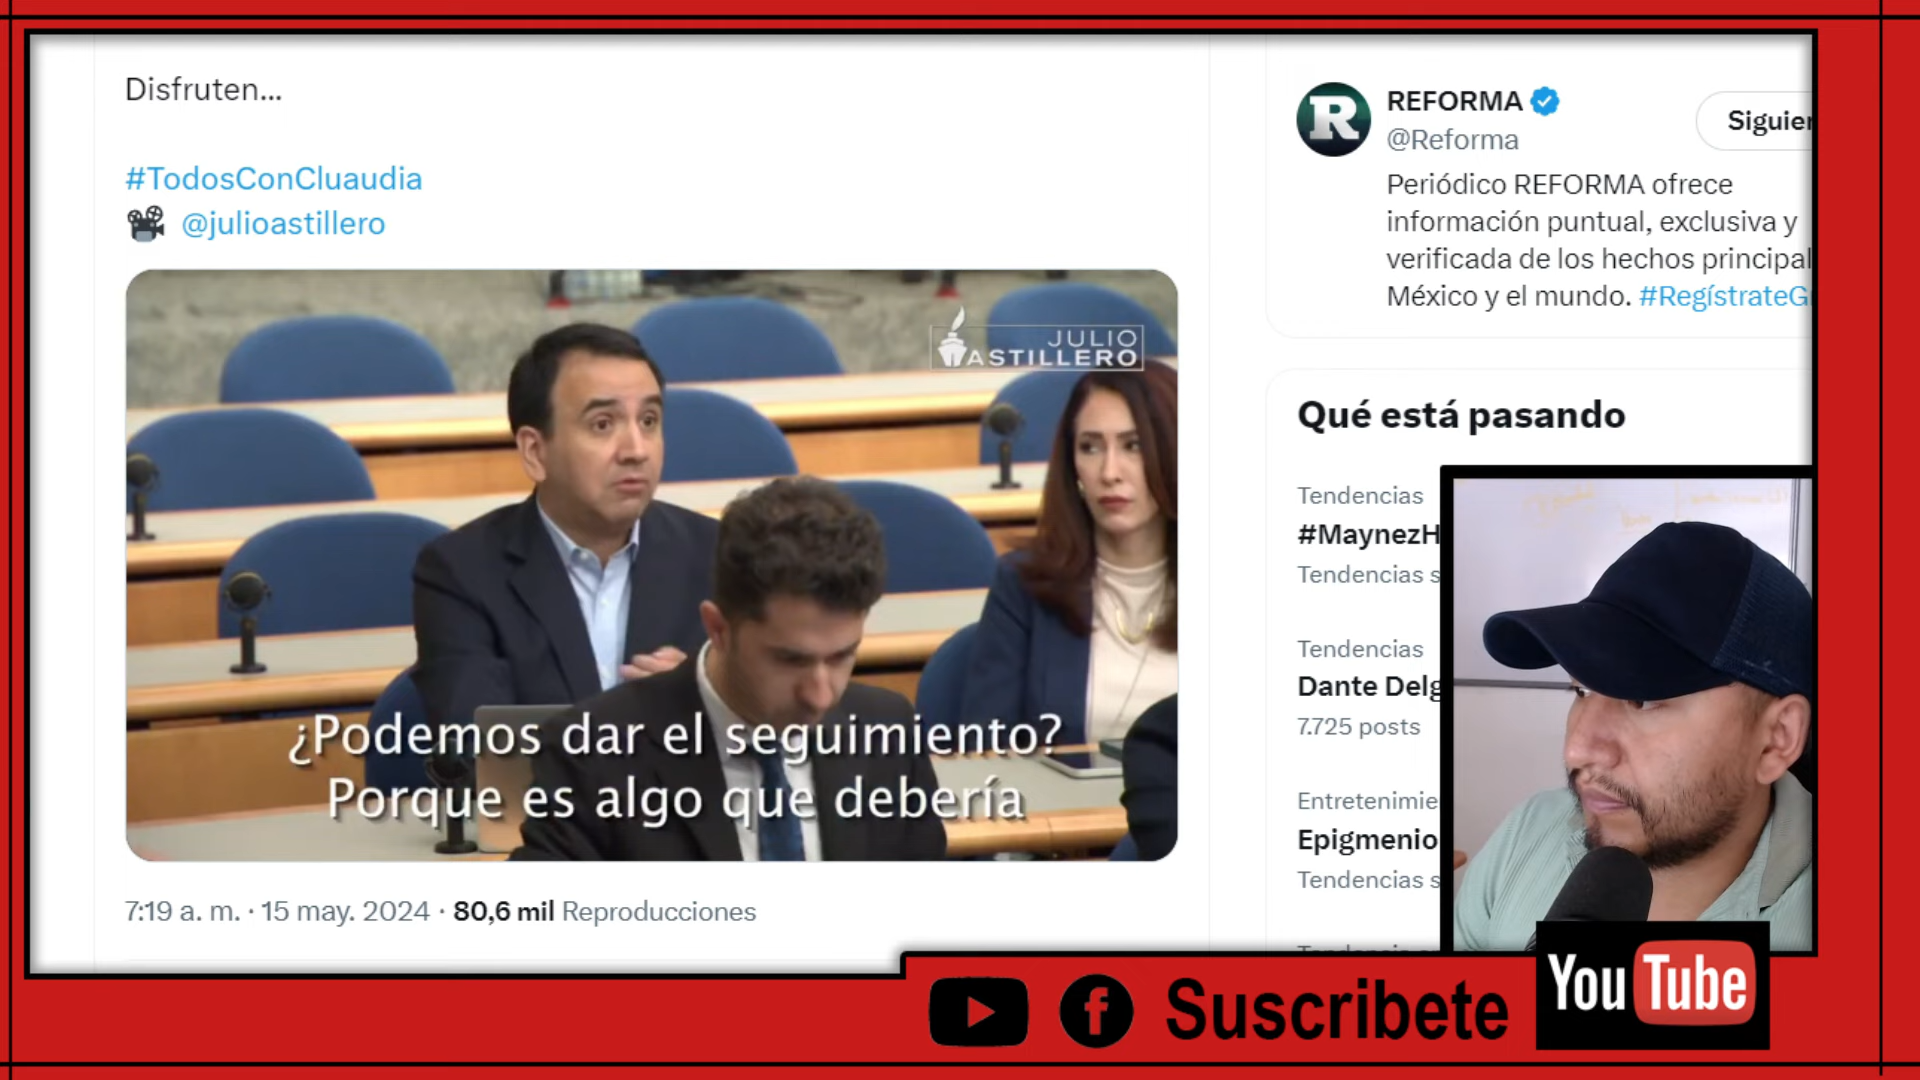 Disfruten...
#TodosConCluaudia
@julioastillero
JULIO
ASTILLERO
¿Podemos dar el seguimiento?
Porque es algo que debería
7:19 a. m. · 15 may. 2024 · 80,6 mil Reproducciones
R
REFORMA
@Reforma
Siguier
Periódico REFORMA ofrece
información puntual, exclusiva y
verificada de los hechos principal
México y el mundo. #RegístrateG
Qué está pasando
Tendencias
#MaynezH
Tendencias s
Tendencias
Dante Delg
7.725 posts
Entretenimie
Epigmenio
Tendencias s
Suscribete
YouTube